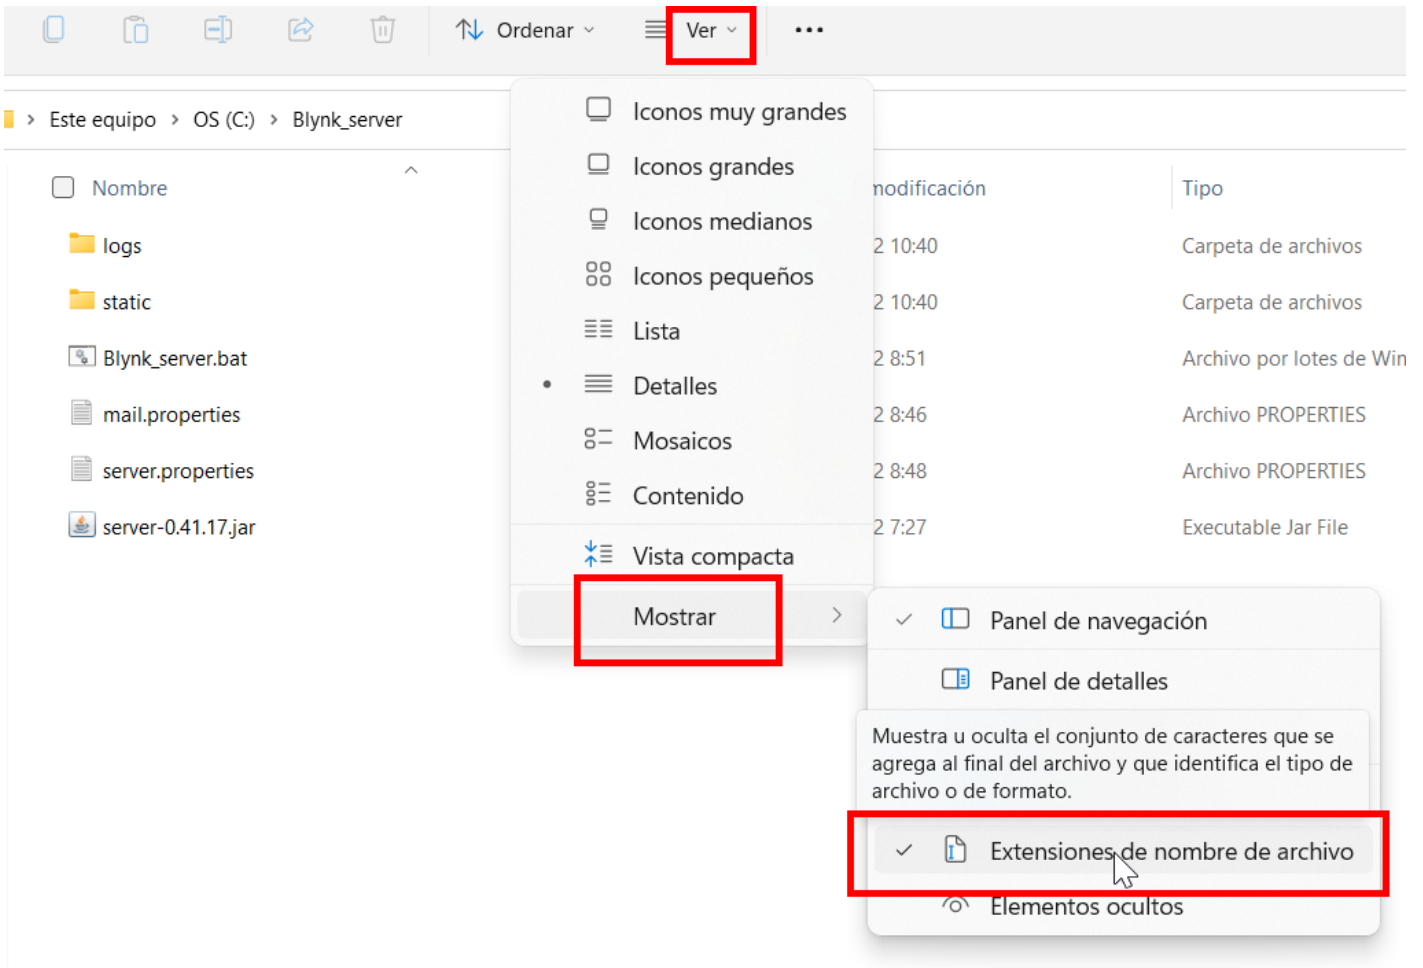 Ordenar
Ver
Este equipo > OS (C:) > Blynk_server
Nombre
modificación
Tipo
logs
2 10:40
Carpeta de archivos
static
2 10:40
Carpeta de archivos
Blynk_server.bat
2 8:51
Archivo por lotes de Win
mail.properties
2 8:46
Archivo PROPERTIES
server.properties
2 8:48
Archivo PROPERTIES
server-0.41.17.jar
2 7:27
Executable Jar File
Iconos muy grandes
Iconos grandes
Iconos medianos
Iconos pequeños
Lista
Detalles
Mosaicos
Contenido
Vista compacta
Mostrar
Panel de navegación
Panel de detalles
Muestra u oculta el conjunto de caracteres que se
agrega al final del archivo y que identifica el tipo de
archivo o de formato.
Extensiones de nombre de archivo
Elementos ocultos